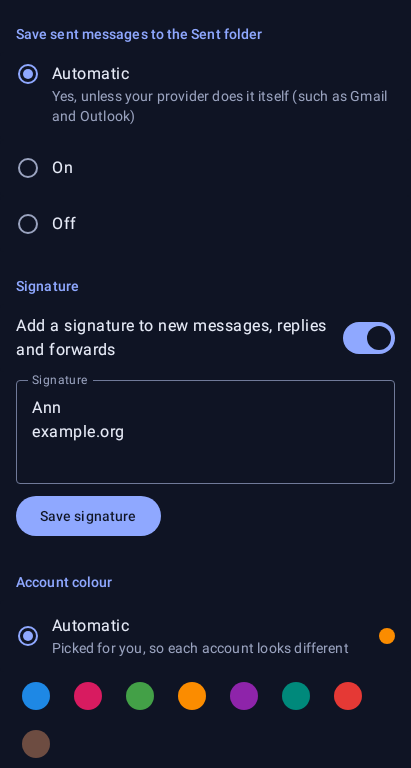 Save sent messages to the Sent folder
Automatic
Yes, unless your provider does it itself (such as Gmail
and Outlook)
On
Off
Signature
Add a signature to new messages, replies
and forwards
Signature
Ann
example.org
Save signature
Account colour
Automatic
Picked for you, so each account looks different